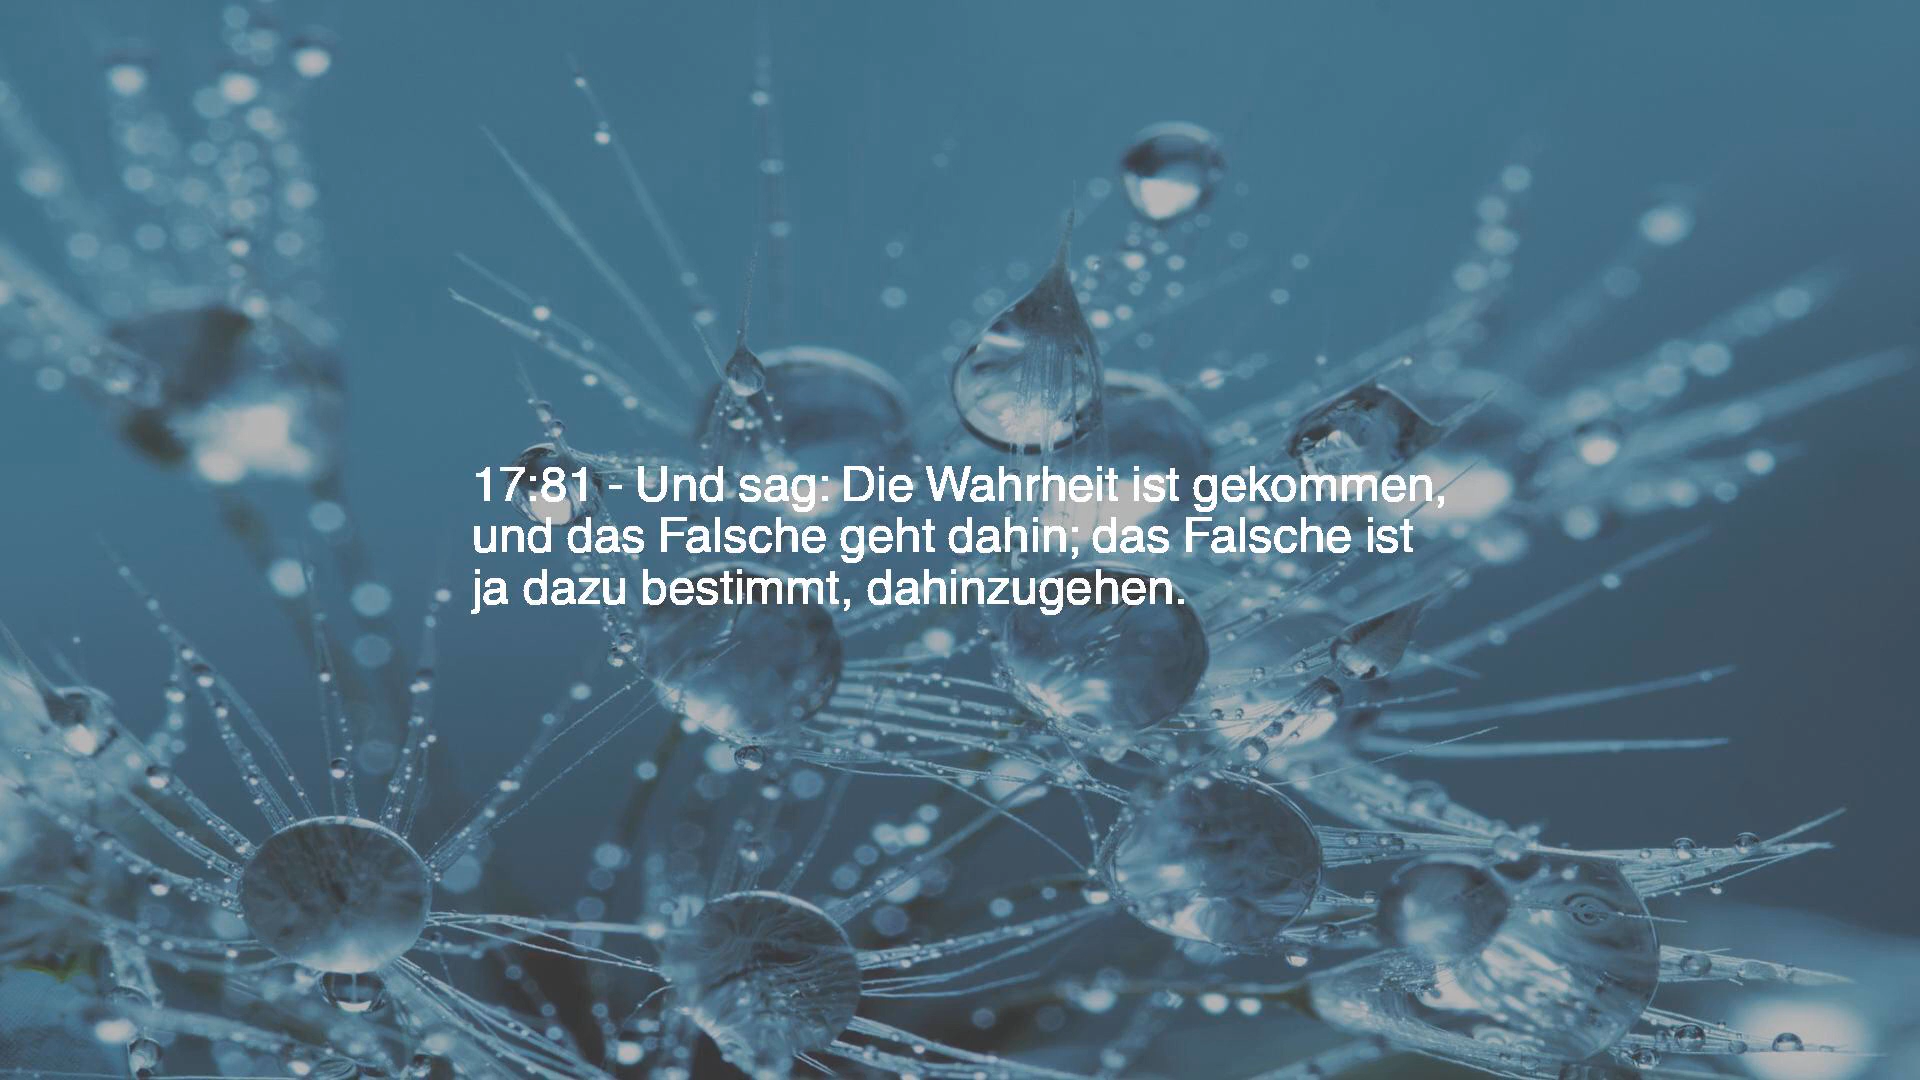 17:81 - Und sag: Die Wahrheit ist gekommen,
und das Falsche geht dahin; das Falsche ist
ja dazu bestimmt, dahinzugehen.